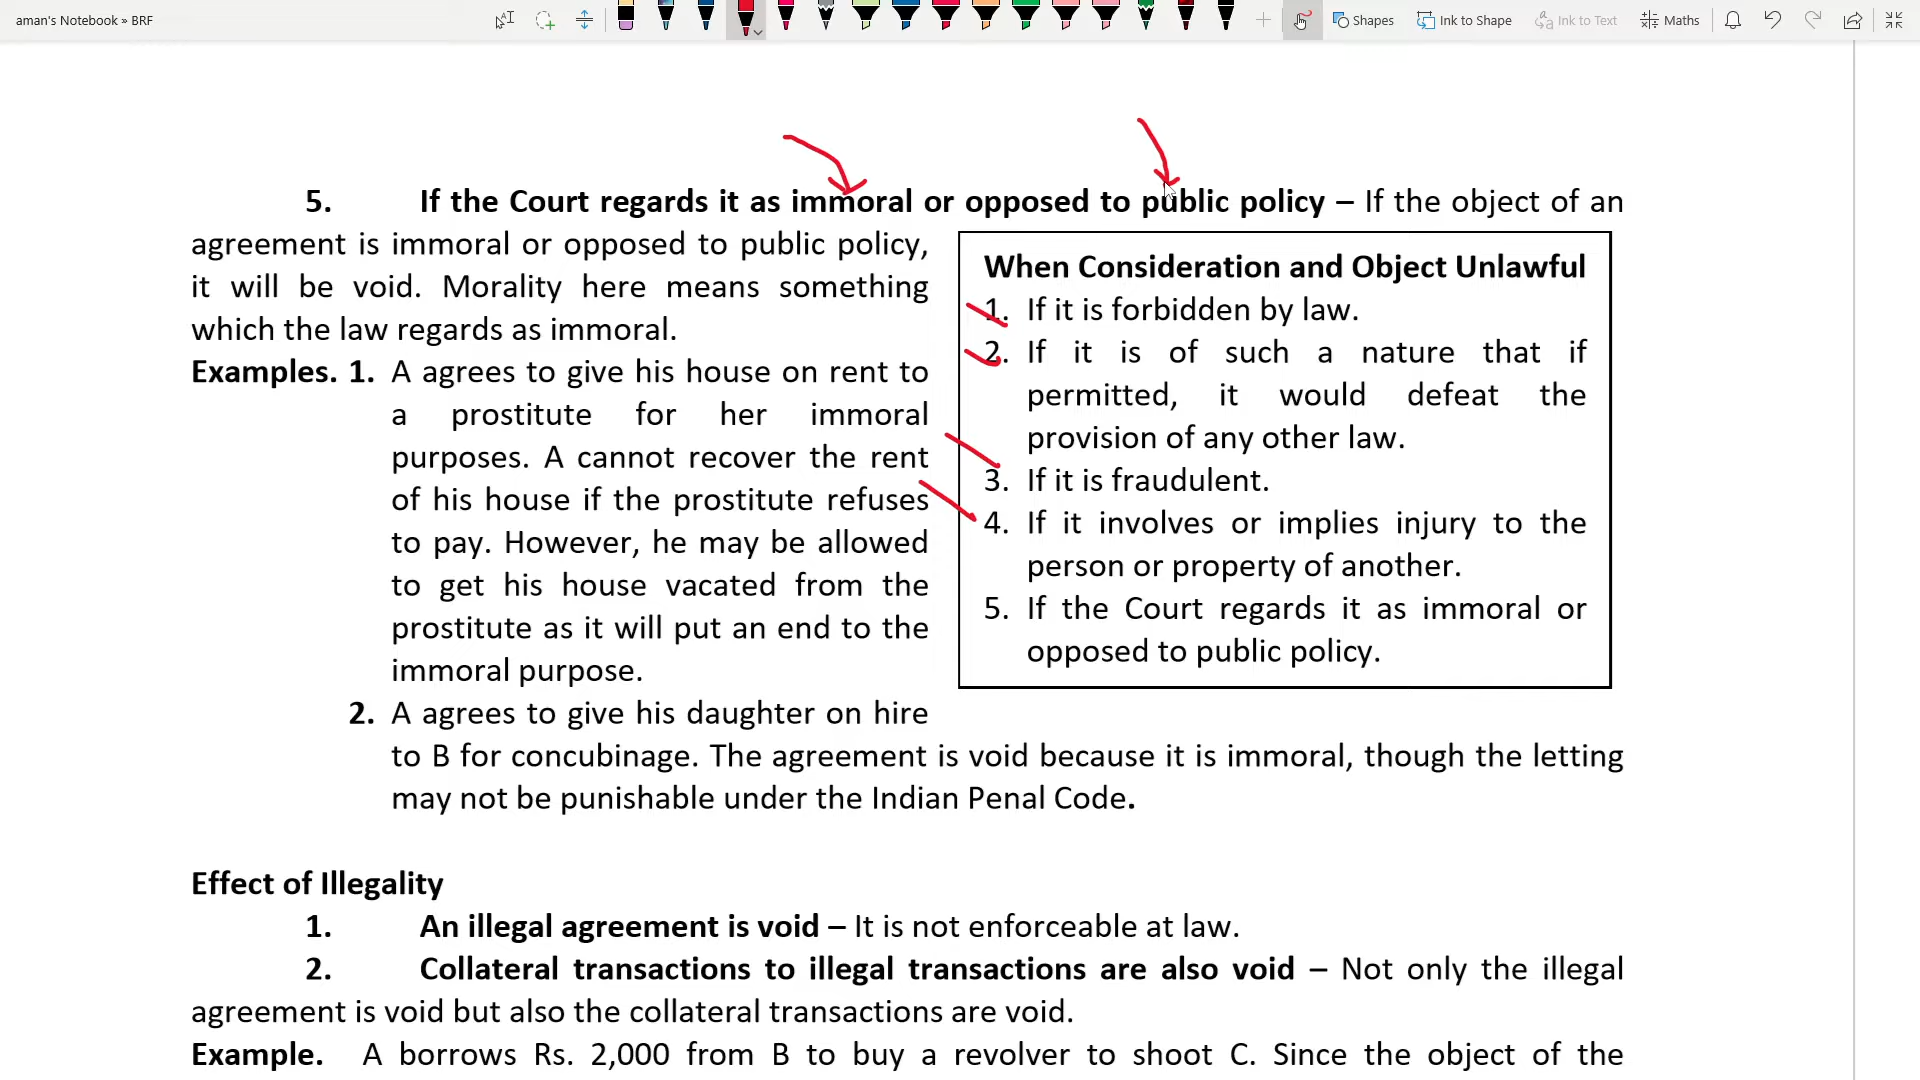 aman's Notebook » BRF
Shapes Ink to Shape Ink to Text Maths
5. If the Court regards it as immoral or opposed to public policy – If the object of an
agreement is immoral or opposed to public policy,
it will be void. Morality here means something
which the law regards as immoral.
Examples. 1. A agrees to give his house on rent to
a prostitute for her immoral
purposes. A cannot recover the rent
of his house if the prostitute refuses
to pay. However, he may be allowed
to get his house vacated from the
prostitute as it will put an end to the
immoral purpose.
When Consideration and Object Unlawful
1. If it is forbidden by law.
2. If it is of such a nature that if
permitted, it would defeat the
provision of any other law.
3. If it is fraudulent.
4. If it involves or implies injury to the
person or property of another.
5. If the Court regards it as immoral or
opposed to public policy.
2. A agrees to give his daughter on hire
to B for concubinage. The agreement is void because it is immoral, though the letting
may not be punishable under the Indian Penal Code.
Effect of Illegality
1. An illegal agreement is void – It is not enforceable at law.
2. Collateral transactions to illegal transactions are also void – Not only the illegal
agreement is void but also the collateral transactions are void.
Example. A borrows Rs. 2,000 from B to buy a revolver to shoot C. Since the object of the